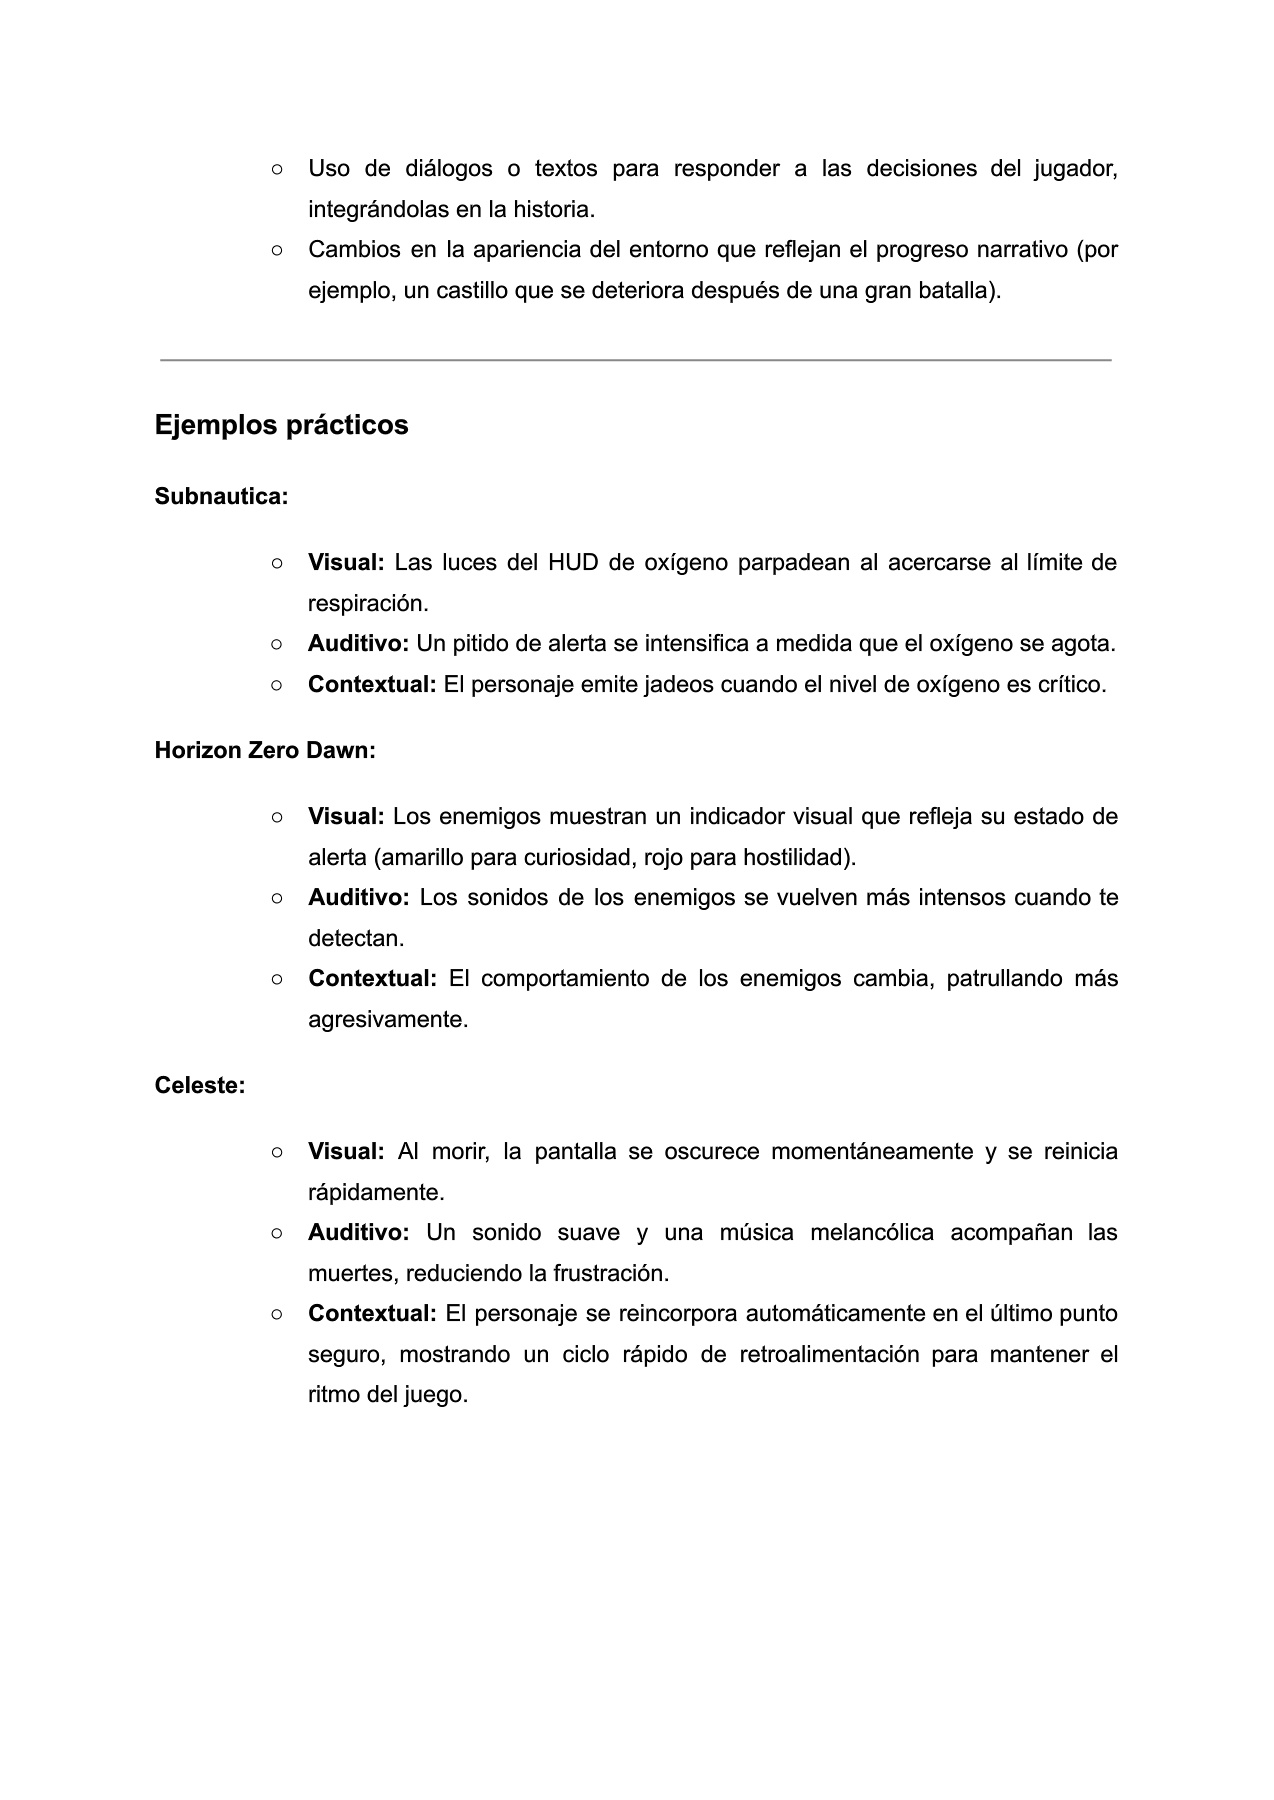 ○ Uso de diálogos o textos para responder a las decisiones del jugador,
integrándolas en la historia.
○ Cambios en la apariencia del entorno que reflejan el progreso narrativo (por
ejemplo, un castillo que se deteriora después de una gran batalla).
Ejemplos prácticos
Subnautica:
○ Visual: Las luces del HUD de oxígeno parpadean al acercarse al límite de
respiración.
○ Auditivo: Un pitido de alerta se intensifica a medida que el oxígeno se agota.
○ Contextual: El personaje emite jadeos cuando el nivel de oxígeno es crítico.
Horizon Zero Dawn:
○ Visual: Los enemigos muestran un indicador visual que refleja su estado de
alerta (amarillo para curiosidad, rojo para hostilidad).
○ Auditivo: Los sonidos de los enemigos se vuelven más intensos cuando te
detectan.
○ Contextual: El comportamiento de los enemigos cambia, patrullando más
agresivamente.
Celeste:
○ Visual: Al morir, la pantalla se oscurece momentáneamente y se reinicia
rápidamente.
○ Auditivo: Un sonido suave y una música melancólica acompañan las
muertes, reduciendo la frustración.
○ Contextual: El personaje se reincorpora automáticamente en el último punto
seguro, mostrando un ciclo rápido de retroalimentación para mantener el
ritmo del juego.